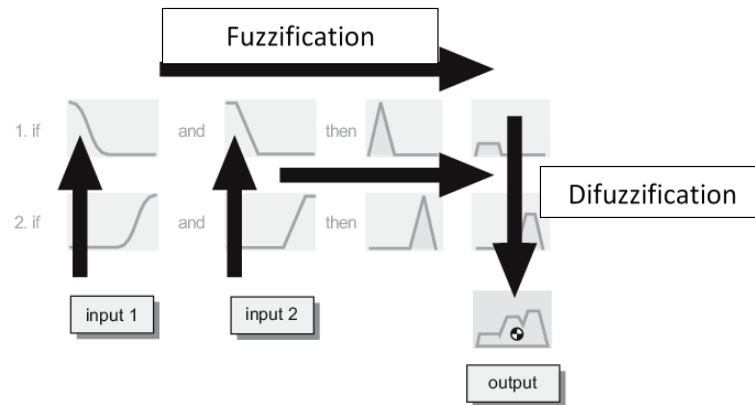 Fuzzification
1. if and then
Difuzzification
2. if and then
input 1 input 2
output